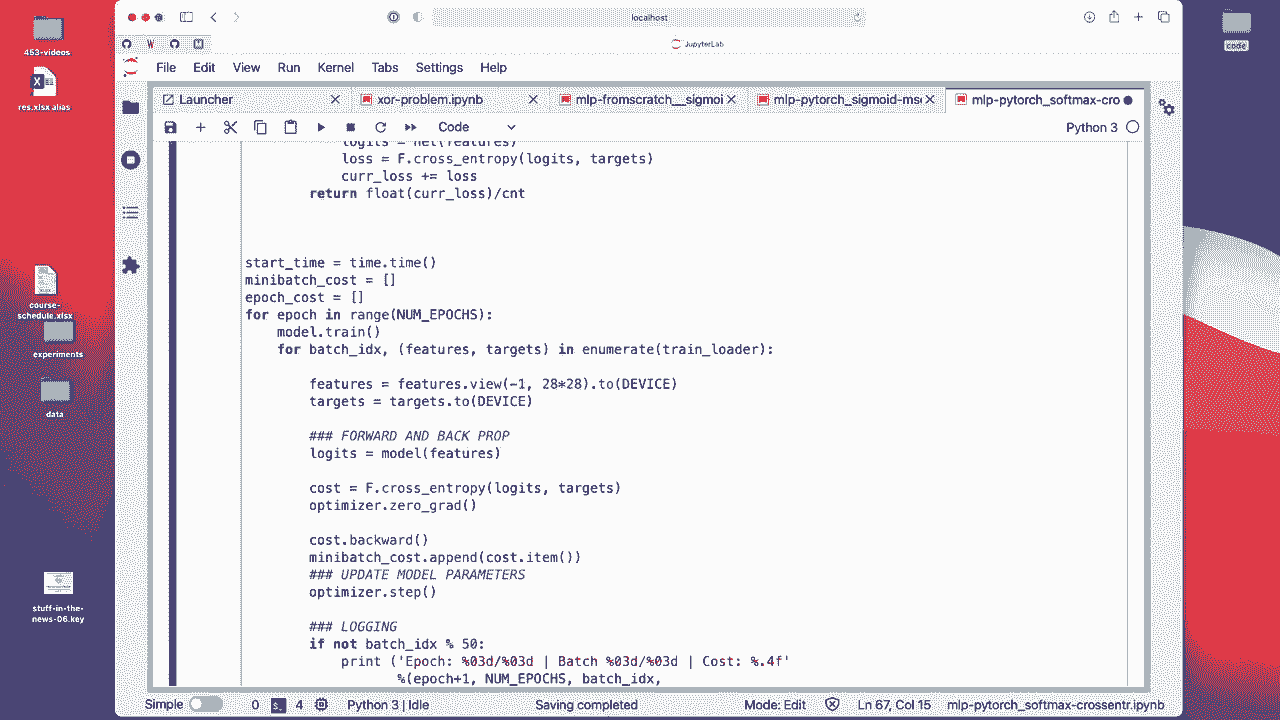 localhost
JupyterLab
File Edit View Run Kernel Tabs Settings Help
Launcher xor-problem.ipynb mlp-fromscratch__sigmoi mlp-pytorch_sigmoid-mse mlp-pytorch_softmax-cro
Code Python 3
logits = net(features)
loss = F.cross_entropy(logits, targets)
curr_loss += loss
return float(curr_loss)/cnt
start_time = time.time()
minibatch_cost = []
epoch_cost = []
for epoch in range(NUM_EPOCHS):
model.train()
for batch_idx, (features, targets) in enumerate(train_loader):
features = features.view(-1, 28*28).to(DEVICE)
targets = targets.to(DEVICE)
### FORWARD AND BACK PROP
logits = model(features)
cost = F.cross_entropy(logits, targets)
optimizer.zero_grad()
cost.backward()
minibatch_cost.append(cost.item())
### UPDATE MODEL PARAMETERS
optimizer.step()
### LOGGING
if not batch_idx % 50:
print ('Epoch: %03d/%03d | Batch %03d/%03d | Cost: %.4f'
%(epoch+1, NUM_EPOCHS, batch_idx,
Simple 0 4 Python 3 | Idle Saving completed Mode: Edit Ln 67, Col 15 mlp-pytorch_softmax-crossentr.ipynb
453-videos
res.xlsx alias
course-
schedule.xlsx
experiments
data
stuff-in-the-
news-06.key
code